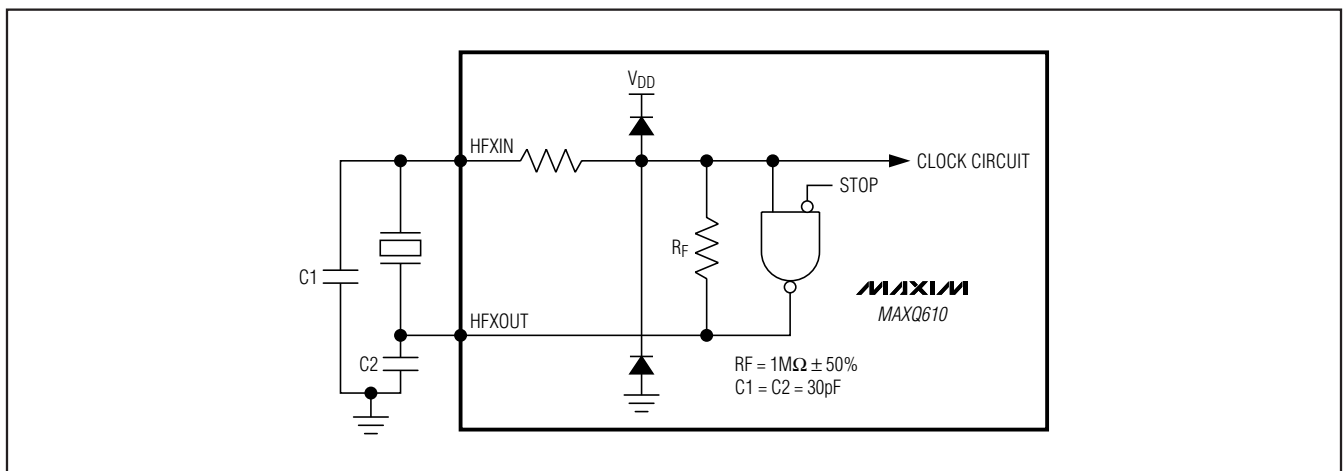 VDD
HFXIN
CLOCK CIRCUIT
STOP
RF
C1
MAXIM
MAXQ610
HFXOUT
C2
RF = 1MΩ ± 50%
C1 = C2 = 30pF